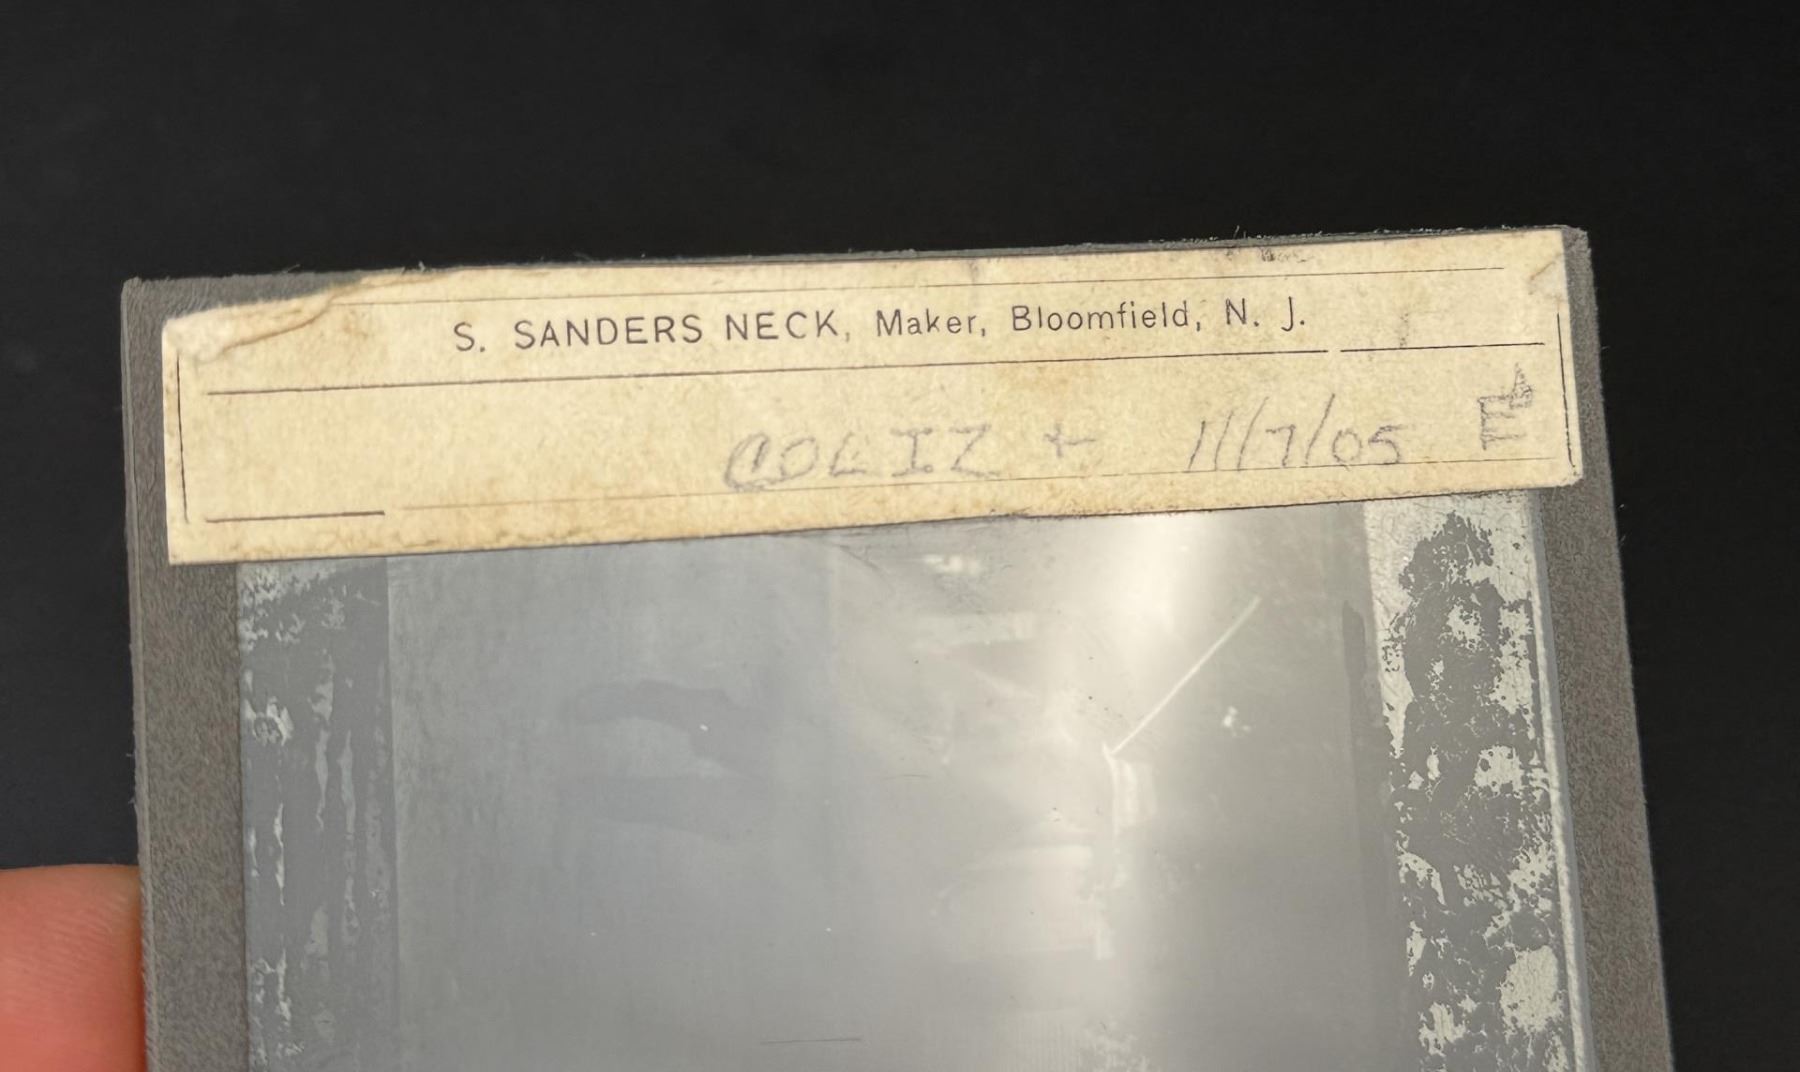 S. SANDERS NECK, Maker, Bloomfield, N. J.
COLIZ + 11/7/05